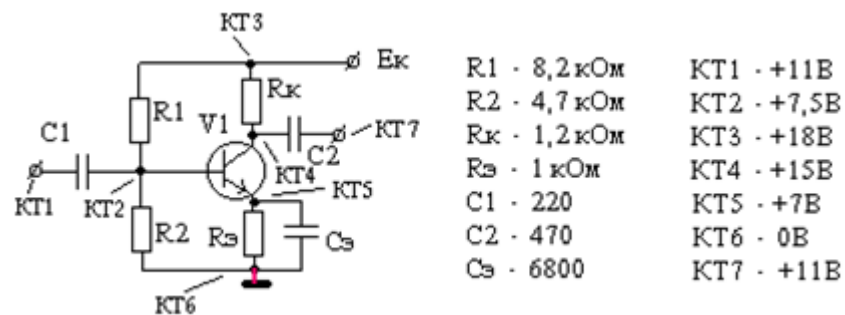 КТ3
Ек
R1
Rк
C1
V1
C2
КТ7
КТ4
КТ1
КТ2
КТ5
R2
Rэ
Cэ
КТ6
R1 - 8,2 кОм
R2 - 4,7 кОм
Rк - 1,2 кОм
Rэ - 1 кОм
C1 - 220
C2 - 470
Cэ - 6800
КТ1 - +11В
КТ2 - +7,5В
КТ3 - +18В
КТ4 - +15В
КТ5 - +7В
КТ6 - 0В
КТ7 - +11В